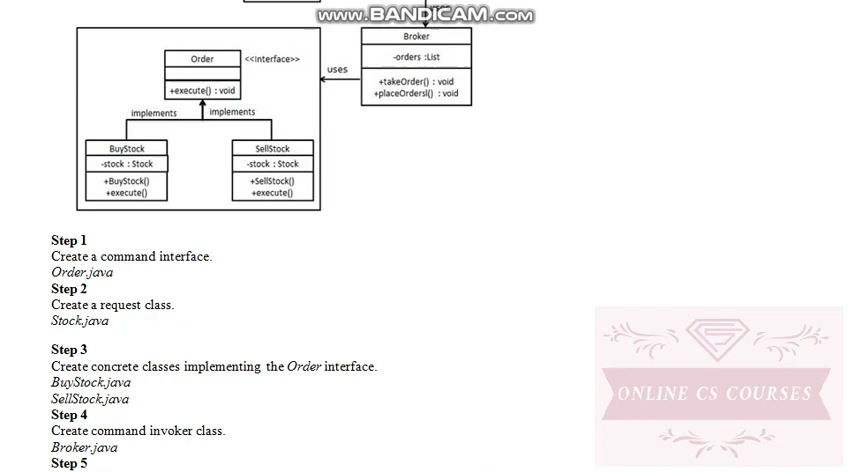 www.BANDICAM.com
uses
Broker
-orders :List
+takeOrder() : void
+placeOrdersl() : void
uses
Order
<<Interface>>
+execute() : void
implements
implements
BuyStock
-stock : Stock
+BuyStock()
+execute()
SellStock
-stock : Stock
+SellStock()
+execute()
Step 1
Create a command interface.
Order.java
Step 2
Create a request class.
Stock.java
Step 3
Create concrete classes implementing the Order interface.
BuyStock.java
SellStock.java
Step 4
Create command invoker class.
Broker.java
Step 5
ONLINE CS COURSES